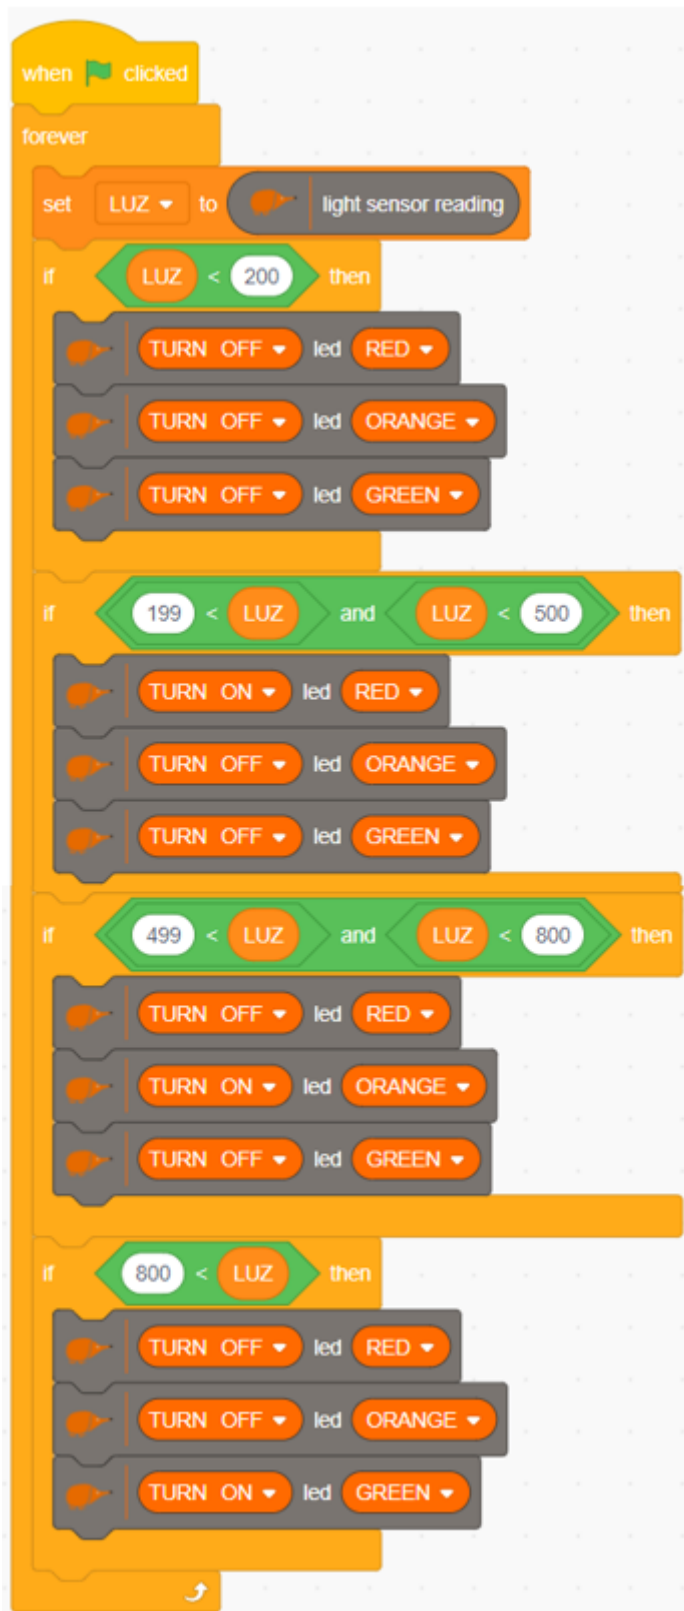 when clicked
forever
set LUZ to light sensor reading
if LUZ < 200 then
TURN OFF led RED
TURN OFF led ORANGE
TURN OFF led GREEN
if 199 < LUZ and LUZ < 500 then
TURN ON led RED
TURN OFF led ORANGE
TURN OFF led GREEN
if 499 < LUZ and LUZ < 800 then
TURN OFF led RED
TURN ON led ORANGE
TURN OFF led GREEN
if 800 < LUZ then
TURN OFF led RED
TURN OFF led ORANGE
TURN ON led GREEN